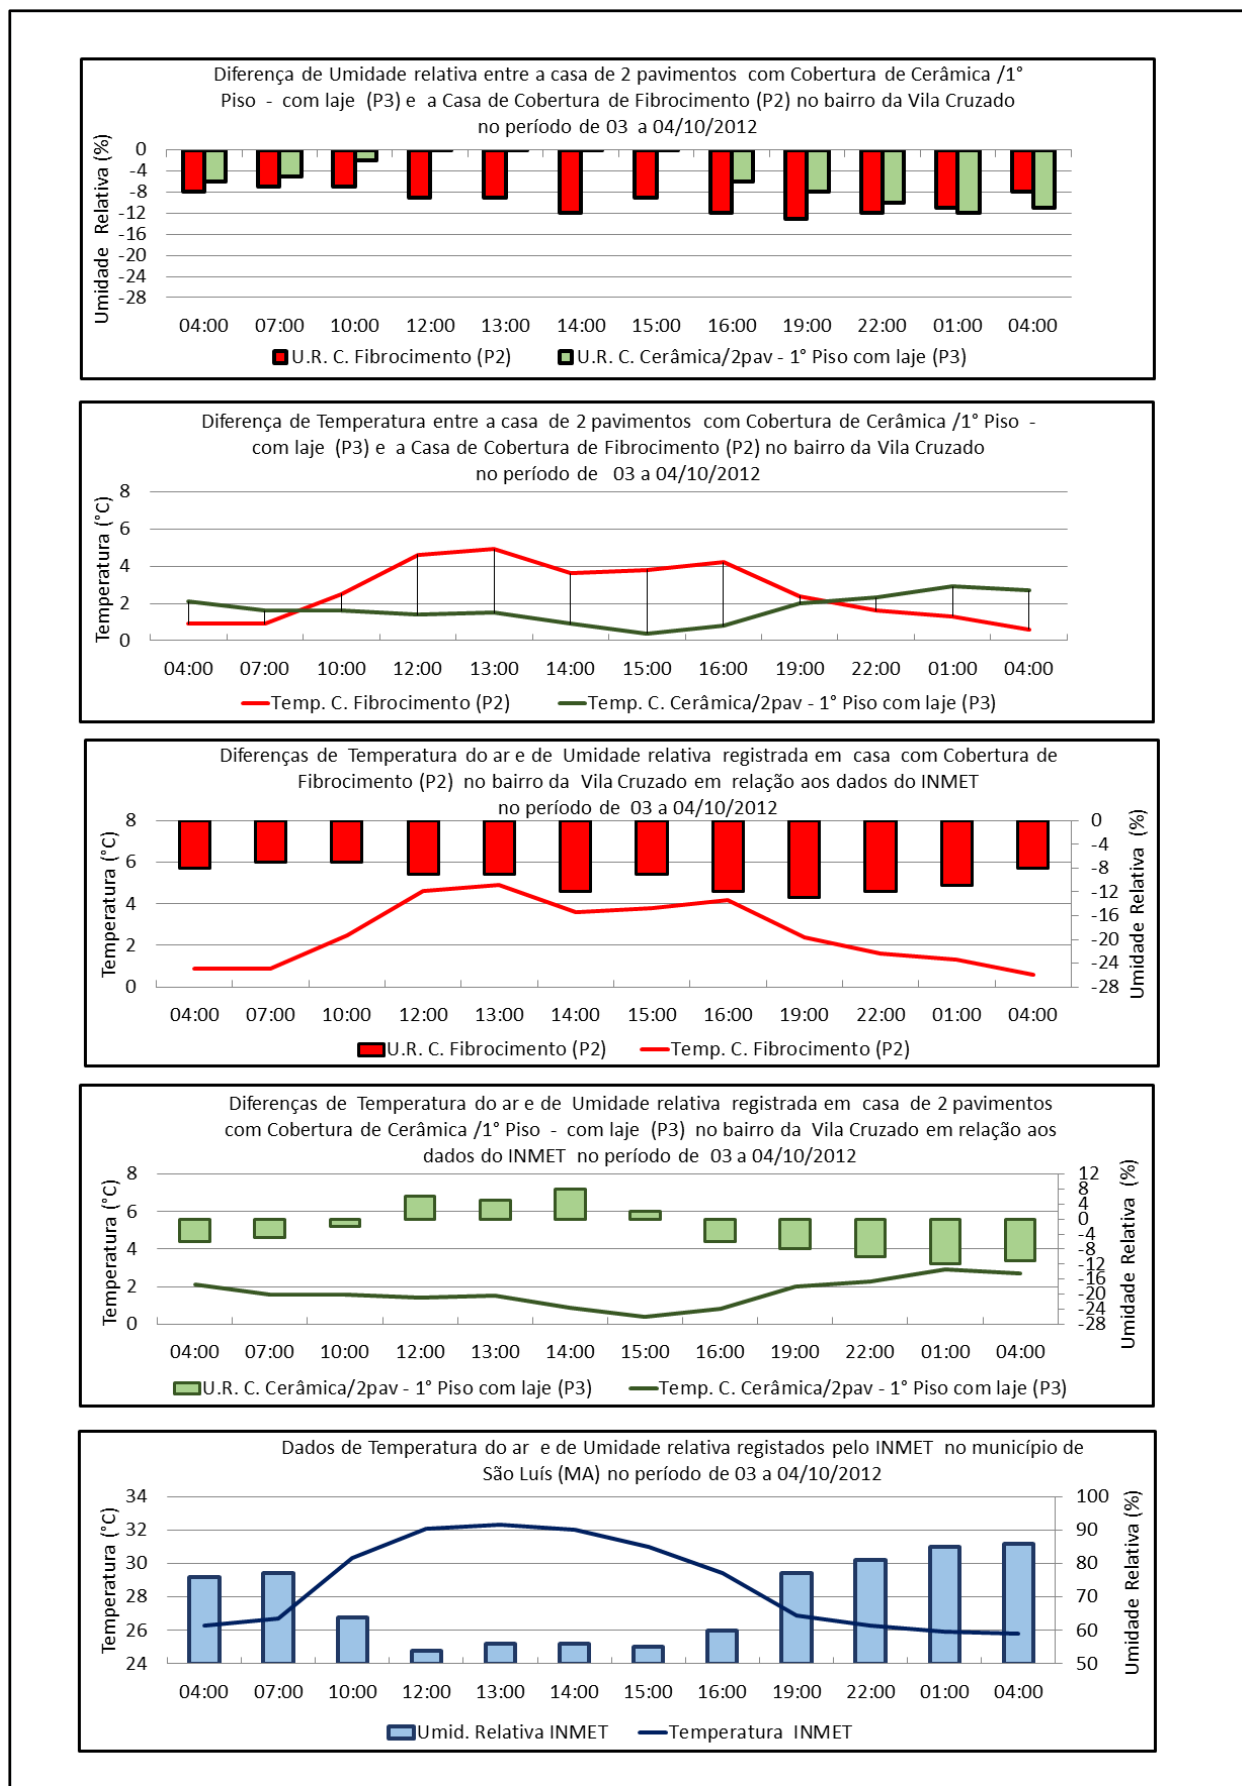 Diferença de Umidade relativa entre a casa de 2 pavimentos com Cobertura de Cerâmica /1°
Piso - com laje (P3) e a Casa de Cobertura de Fibrocimento (P2) no bairro da Vila Cruzado
no período de 03 a 04/10/2012
Umidade Relativa (%)
0
-4
-8
-12
-16
-20
-24
-28
04:00 07:00 10:00 12:00 13:00 14:00 15:00 16:00 19:00 22:00 01:00 04:00
U.R. C. Fibrocimento (P2) U.R. C. Cerâmica/2pav - 1° Piso com laje (P3)
Diferença de Temperatura entre a casa de 2 pavimentos com Cobertura de Cerâmica /1° Piso -
com laje (P3) e a Casa de Cobertura de Fibrocimento (P2) no bairro da Vila Cruzado
no período de 03 a 04/10/2012
Temperatura (°C)
8
6
4
2
0
04:00 07:00 10:00 12:00 13:00 14:00 15:00 16:00 19:00 22:00 01:00 04:00
Temp. C. Fibrocimento (P2) Temp. C. Cerâmica/2pav - 1° Piso com laje (P3)
Diferenças de Temperatura do ar e de Umidade relativa registrada em casa com Cobertura de
Fibrocimento (P2) no bairro da Vila Cruzado em relação aos dados do INMET
no período de 03 a 04/10/2012
Temperatura (°C)
8
6
4
2
0
0
-4
-8
-12
-16
-20
-24
-28
Umidade Relativa (%)
04:00 07:00 10:00 12:00 13:00 14:00 15:00 16:00 19:00 22:00 01:00 04:00
U.R. C. Fibrocimento (P2) Temp. C. Fibrocimento (P2)
Diferenças de Temperatura do ar e de Umidade relativa registrada em casa de 2 pavimentos
com Cobertura de Cerâmica /1° Piso - com laje (P3) no bairro da Vila Cruzado em relação aos
dados do INMET no período de 03 a 04/10/2012
Temperatura (°C)
8
6
4
2
0
12
8
4
0
-4
-8
-12
-16
-20
-24
-28
Umidade Relativa (%)
04:00 07:00 10:00 12:00 13:00 14:00 15:00 16:00 19:00 22:00 01:00 04:00
U.R. C. Cerâmica/2pav - 1° Piso com laje (P3) Temp. C. Cerâmica/2pav - 1° Piso com laje (P3)
Dados de Temperatura do ar e de Umidade relativa registados pelo INMET no município de
São Luís (MA) no período de 03 a 04/10/2012
Temperatura (°C)
34
32
30
28
26
24
100
90
80
70
60
50
Umidade Relativa (%)
04:00 07:00 10:00 12:00 13:00 14:00 15:00 16:00 19:00 22:00 01:00 04:00
Umid. Relativa INMET Temperatura INMET